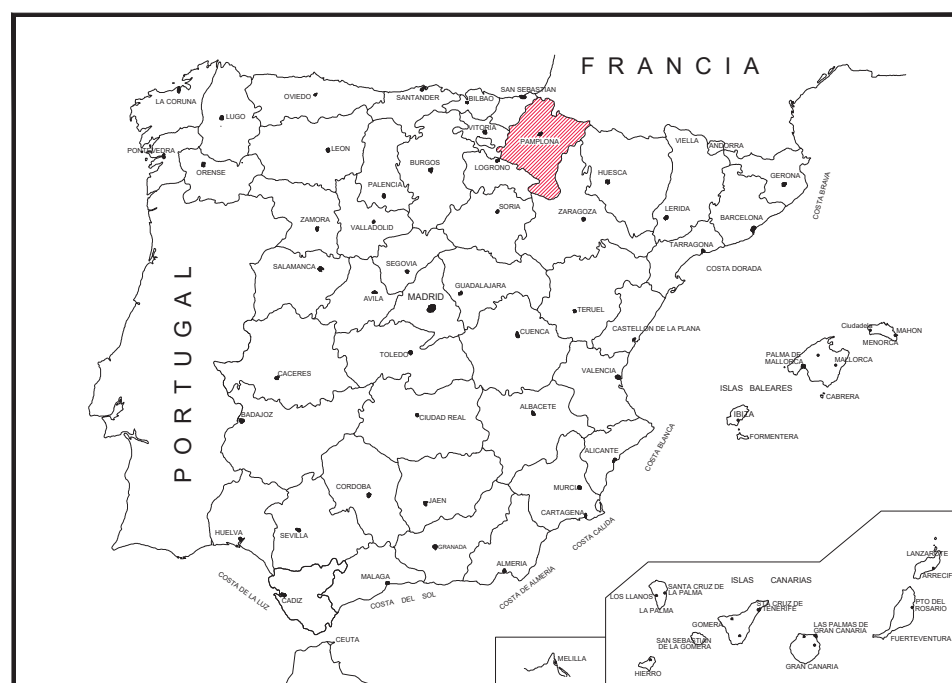 FRANCIA
SAN SEBASTIAN
LA CORUNA
OVIEDO
SANTANDER
BILBAO
LUGO
VITORIA
PAMPLONA
VIELLA
ANDORRA
PONTEVEDRA
LEON
BURGOS
LOGRONO
HUESCA
GERONA
ORENSE
PALENCIA
COSTA BRAVA
SORIA
ZARAGOZA
LERIDA
BARCELONA
ZAMORA
VALLADOLID
TARRAGONA
SALAMANCA
SEGOVIA
COSTA DORADA
AVILA
MADRID
GUADALAJARA
TERUEL
PORTUGAL
CUENCA
CASTELLON DE LA PLANA
Ciudadela
MAHON
MENORCA
TOLEDO
PALMA DE
MALLORCA
MALLORCA
CACERES
VALENCIA
ISLAS BALEARES
CABRERA
BADAJOZ
CIUDAD REAL
ALBACETE
IBIZA
FORMENTERA
COSTA BLANCA
ALICANTE
CORDOBA
JAEN
MURCIA
CARTAGENA
HUELVA
SEVILLA
GRANADA
COSTA CALIDA
ALMERIA
COSTA DE LA LUZ
MALAGA
COSTA DEL SOL
COSTA DE ALMERÍA
CADIZ
CEUTA
MELILLA
ISLAS CANARIAS
LANZAROTE
ARRECIF
LOS LLANOS
SANTA CRUZ DE
LA PALMA
LA PALMA
STA CRUZ DE
TENERIFE
PTO DEL
ROSARIO
GOMERA
SAN SEBASTIAN
DE LA GOMERA
LAS PALMAS DE
GRAN CANARIA
FUERTEVENTURA
HIERRO
GRAN CANARIA